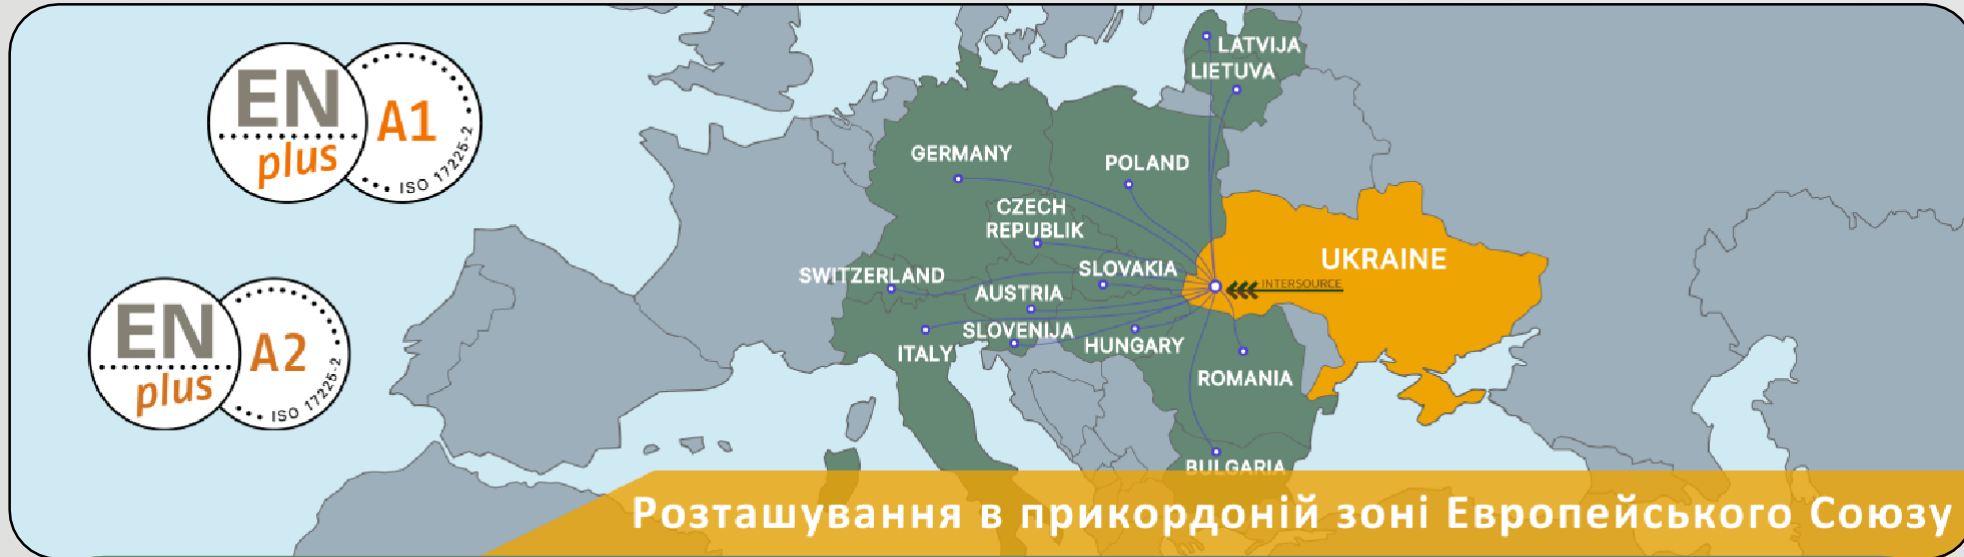 EN
plus
A1
ISO 17225-2
EN
plus
A2
ISO 17225-2
LATVIJA
LIETUVA
GERMANY
POLAND
CZECH
REPUBLIK
UKRAINE
SWITZERLAND
SLOVAKIA
INTERSOURCE
AUSTRIA
SLOVENIJA
ITALY
HUNGARY
ROMANIA
BULGARIA
Розташування в прикордоній зоні Европейського Союзу